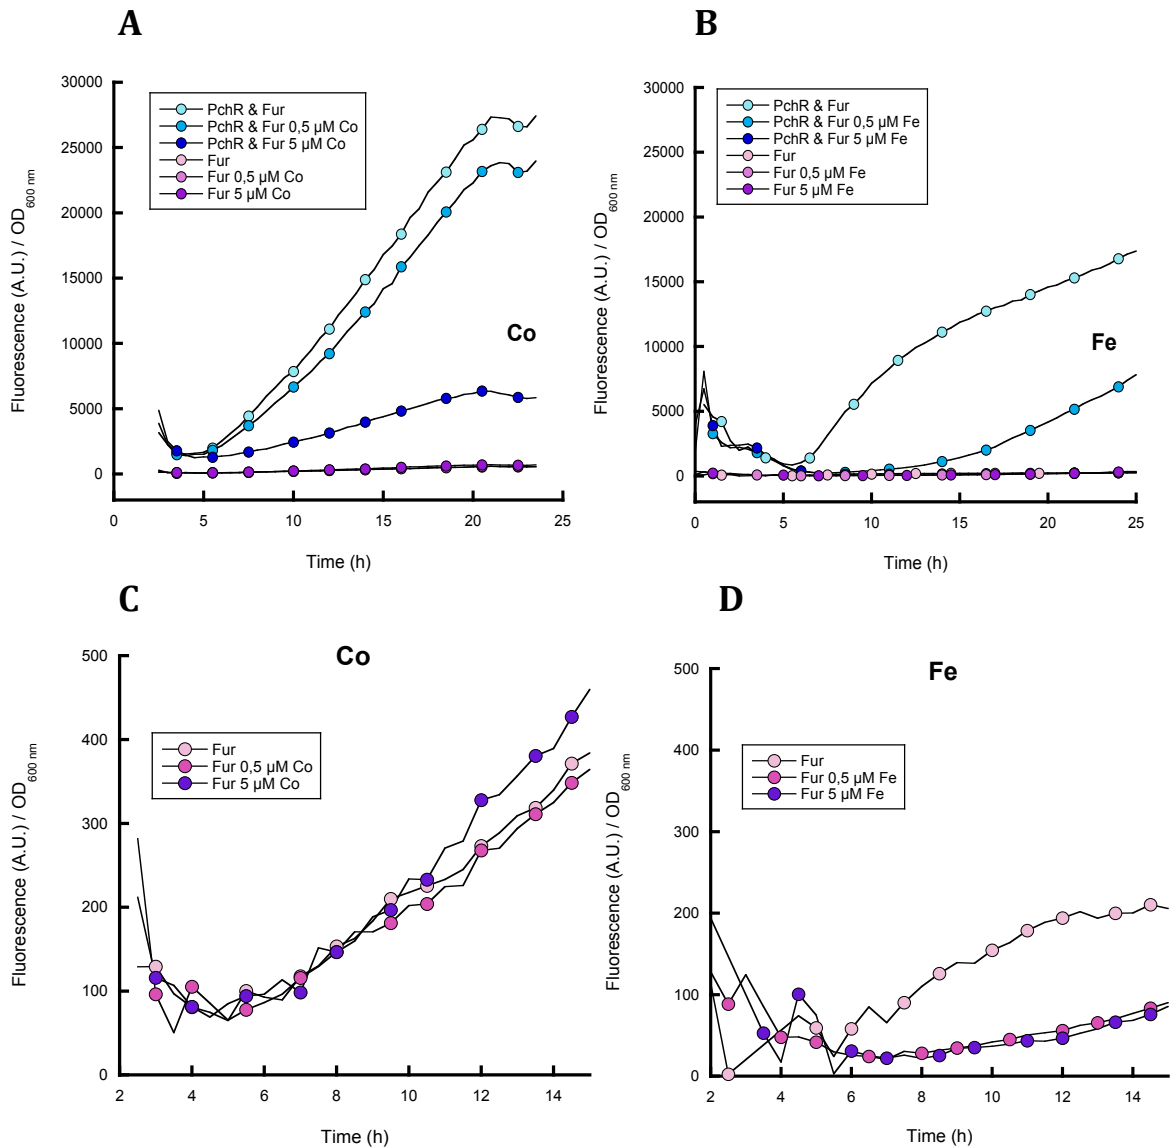 A
30000
25000
20000
15000
10000
5000
0
0 5 10 15 20 25
Fluorescence (A.U.) / OD600 nm
Time (h)
PchR & Fur
PchR & Fur 0,5 µM Co
PchR & Fur 5 µM Co
Fur
Fur 0,5 µM Co
Fur 5 µM Co
Co
B
30000
25000
20000
15000
10000
5000
0
0 5 10 15 20 25
Fluorescence (A.U.) / OD600 nm
Time (h)
PchR & Fur
PchR & Fur 0,5 µM Fe
PchR & Fur 5 µM Fe
Fur
Fur 0,5 µM Fe
Fur 5 µM Fe
Fe
C
Co
500
400
300
200
100
0
2 4 6 8 10 12 14
Fluorescence (A.U.) / OD600 nm
Time (h)
Fur
Fur 0,5 µM Co
Fur 5 µM Co
D
Fe
500
400
300
200
100
0
2 4 6 8 10 12 14
Fluorescence (A.U.) / OD600 nm
Time (h)
Fur
Fur 0,5 µM Fe
Fur 5 µM Fe